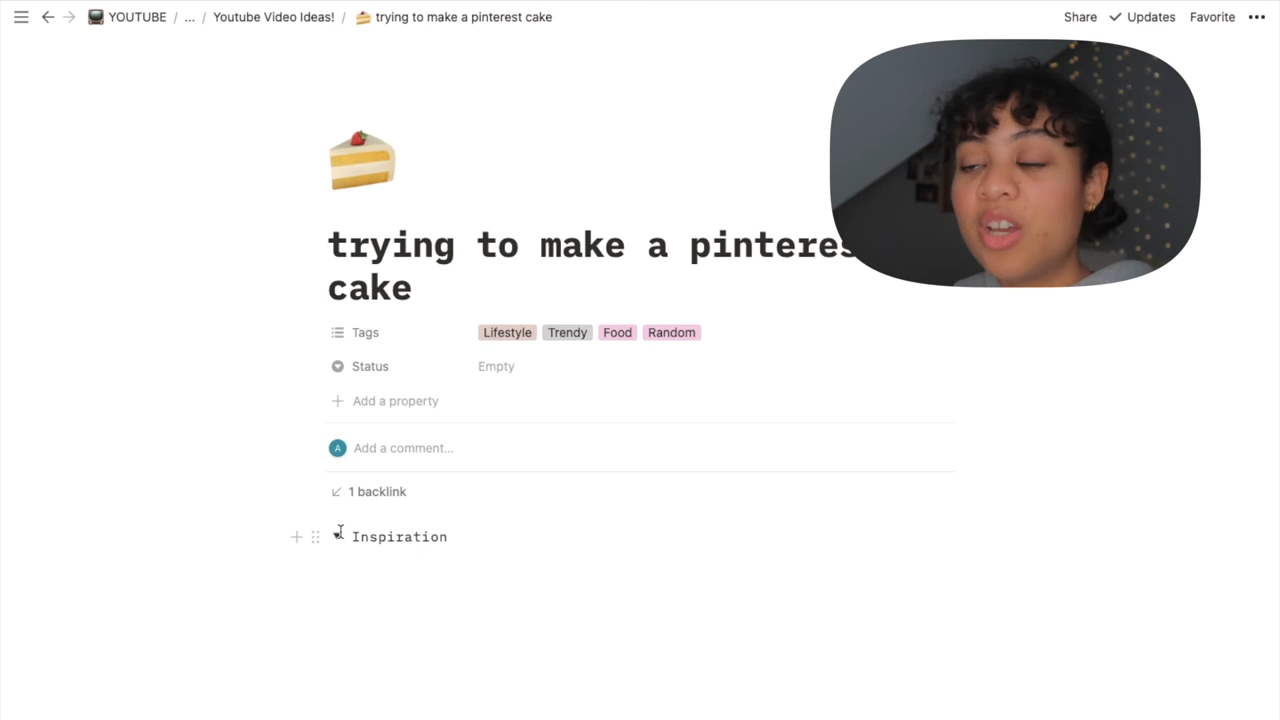 YOUTUBE / ... / Youtube Video Ideas! / trying to make a pinterest cake
Share Updates Favorite
trying to make a pinteres
cake
Tags Lifestyle Trendy Food Random
Status Empty
Add a property
A Add a comment...
1 backlink
Inspiration